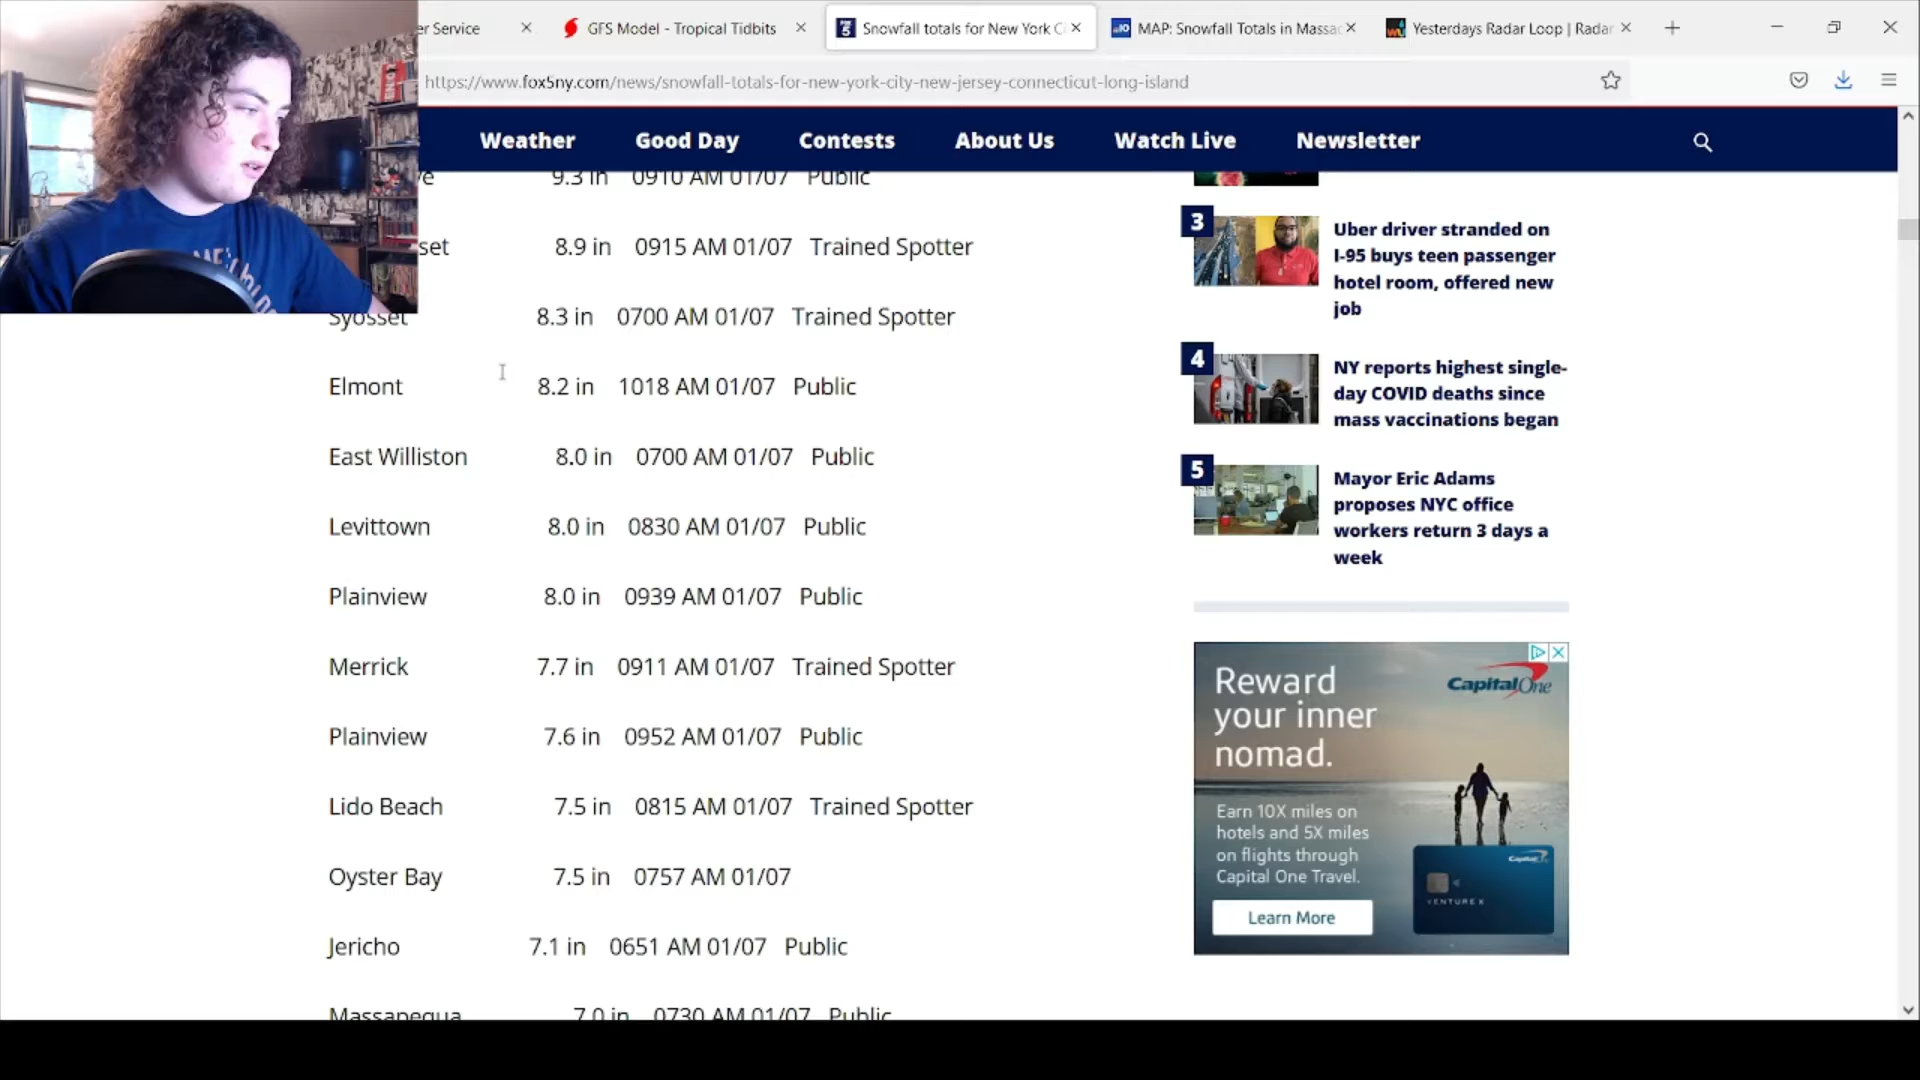 er Service
GFS Model - Tropical Tidbits
Snowfall totals for New York C
MAP: Snowfall Totals in Massac
Yesterdays Radar Loop | Radar
https://www.fox5ny.com/news/snowfall-totals-for-new-york-city-new-jersey-connecticut-long-island
Weather Good Day Contests About Us Watch Live Newsletter
ve 9.3 in 0910 AM 01/07 Public
set 8.9 in 0915 AM 01/07 Trained Spotter
Syosset 8.3 in 0700 AM 01/07 Trained Spotter
Elmont 8.2 in 1018 AM 01/07 Public
East Williston 8.0 in 0700 AM 01/07 Public
Levittown 8.0 in 0830 AM 01/07 Public
Plainview 8.0 in 0939 AM 01/07 Public
Merrick 7.7 in 0911 AM 01/07 Trained Spotter
Plainview 7.6 in 0952 AM 01/07 Public
Lido Beach 7.5 in 0815 AM 01/07 Trained Spotter
Oyster Bay 7.5 in 0757 AM 01/07
Jericho 7.1 in 0651 AM 01/07 Public
Massapequa 7.0 in 0730 AM 01/07 Public
3
Uber driver stranded on
I-95 buys teen passenger
hotel room, offered new
job
4
NY reports highest single-
day COVID deaths since
mass vaccinations began
5
Mayor Eric Adams
proposes NYC office
workers return 3 days a
week
Capital One
Reward
your inner
nomad.
Earn 10X miles on
hotels and 5X miles
on flights through
Capital One Travel.
Learn More
Capital One
VENTURE X